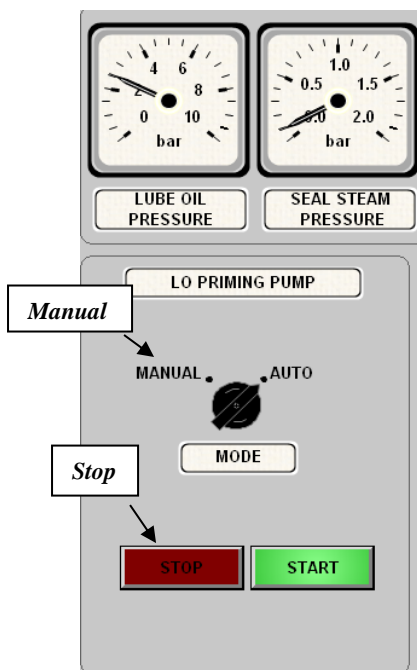 4 6
2 8
0 10
bar
1.0
0.5 1.5
0.0 2.0
bar
LUBE OIL
PRESSURE
SEAL STEAM
PRESSURE
LO PRIMING PUMP
Manual
MANUAL AUTO
MODE
Stop
STOP START